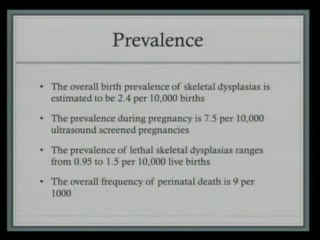 Prevalence
• The overall birth prevalence of skeletal dysplasias is
estimated to be 2.4 per 10,000 births
• The prevalence during pregnancy is 7.5 per 10,000
ultrasound screened pregnancies
• The prevalence of lethal skeletal dysplasias ranges
from 0.95 to 1.5 per 10,000 live births
• The overall frequency of perinatal death is 9 per
1000